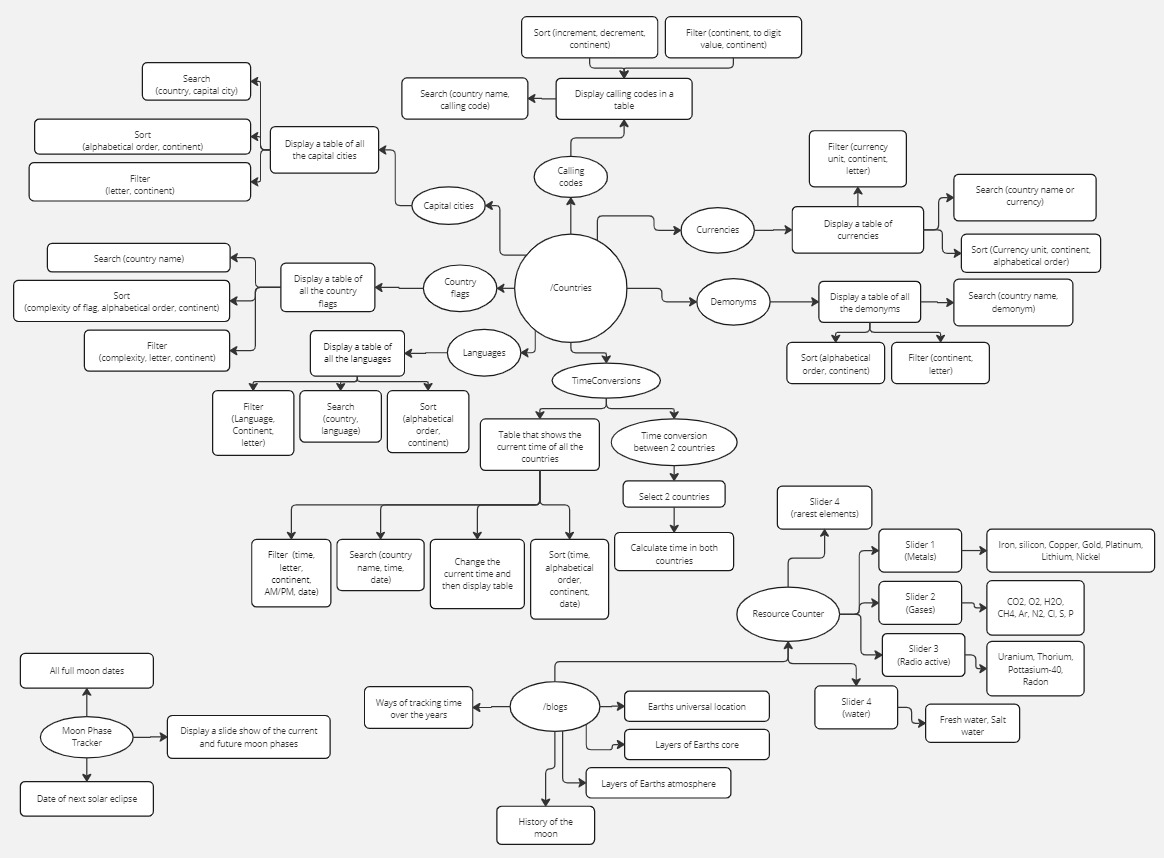 Sort (increment, decrement,
continent)
Filter (continent, to digit
value, continent)
Search
(country, capital city)
Search (country name,
calling code)
Display calling codes in a
table
Sort
(alphabetical order, continent)
Display a table of all
the capital cities
Filter
(letter, continent)
Calling
codes
Capital cities
Filter (currency
unit, continent,
letter)
Search (country name or
currency)
Currencies
Display a table of
currencies
Sort (Currency unit, continent,
alphabetical order)
Search (country name)
Sort
(complexity of flag, alphabetical order, continent)
Filter
(complexity, letter, continent)
Display a table of
all the country
flags
Country
flags
/Countries
Demonyms
Display a table of all
the demonyms
Search (country name,
demonym)
Sort (alphabetical
order, continent)
Filter (continent,
letter)
Display a table of
all the languages
Languages
Filter
(Language,
Continent,
letter)
Search
(country,
language)
Sort
(alphabetical
order,
continent)
TimeConversions
Table that shows the
current time of all the
countries
Time conversion
between 2 countries
Select 2 countries
Calculate time in both
countries
Filter (time,
letter,
continent,
AM/PM, date)
Search (country
name, time,
date)
Change the
current time and
then display table
Sort (time,
alphabetical
order,
continent,
date)
Slider 4
(rarest elements)
Slider 1
(Metals)
Iron, silicon, Copper, Gold, Platinum,
Lithium, Nickel
Resource Counter
Slider 2
(Gases)
CO2, O2, H2O,
CH4, Ar, N2, Cl, S, P
Slider 3
(Radio active)
Uranium, Thorium,
Pottasium-40,
Radon
Slider 4
(water)
Fresh water, Salt
water
All full moon dates
Moon Phase
Tracker
Display a slide show of the current
and future moon phases
Date of next solar eclipse
Ways of tracking time
over the years
/blogs
Earths universal location
Layers of Earths core
Layers of Earths atmosphere
History of the
moon